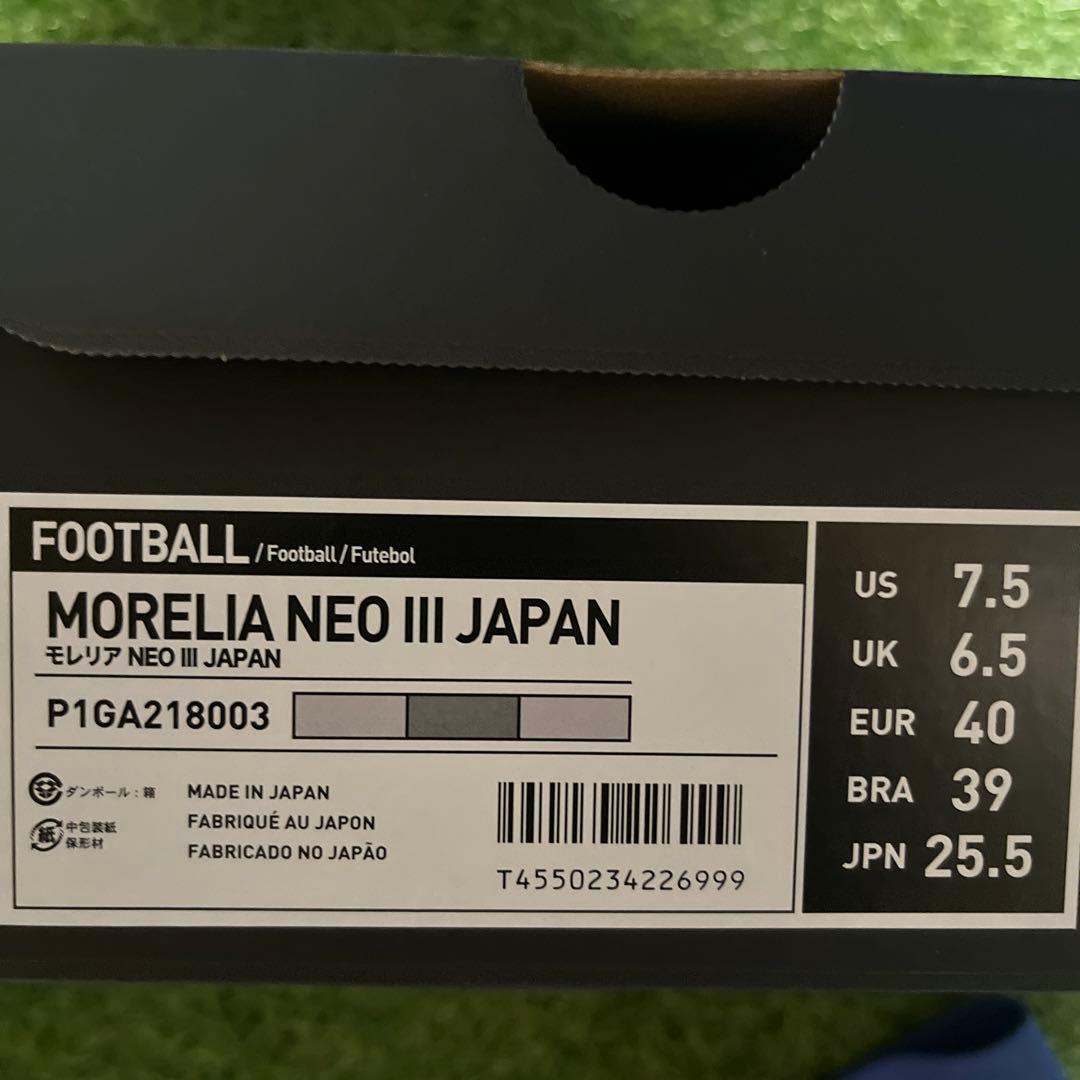 FOOTBALL / Football / Futebol
MORELIA NEO III JAPAN
モレリア NEO III JAPAN
P1GA218003
ダンボール : 箱
紙 中包装紙
保形材
MADE IN JAPAN
FABRIQUÉ AU JAPON
FABRICADO NO JAPÃO
T4550234226999
US 7.5
UK 6.5
EUR 40
BRA 39
JPN 25.5